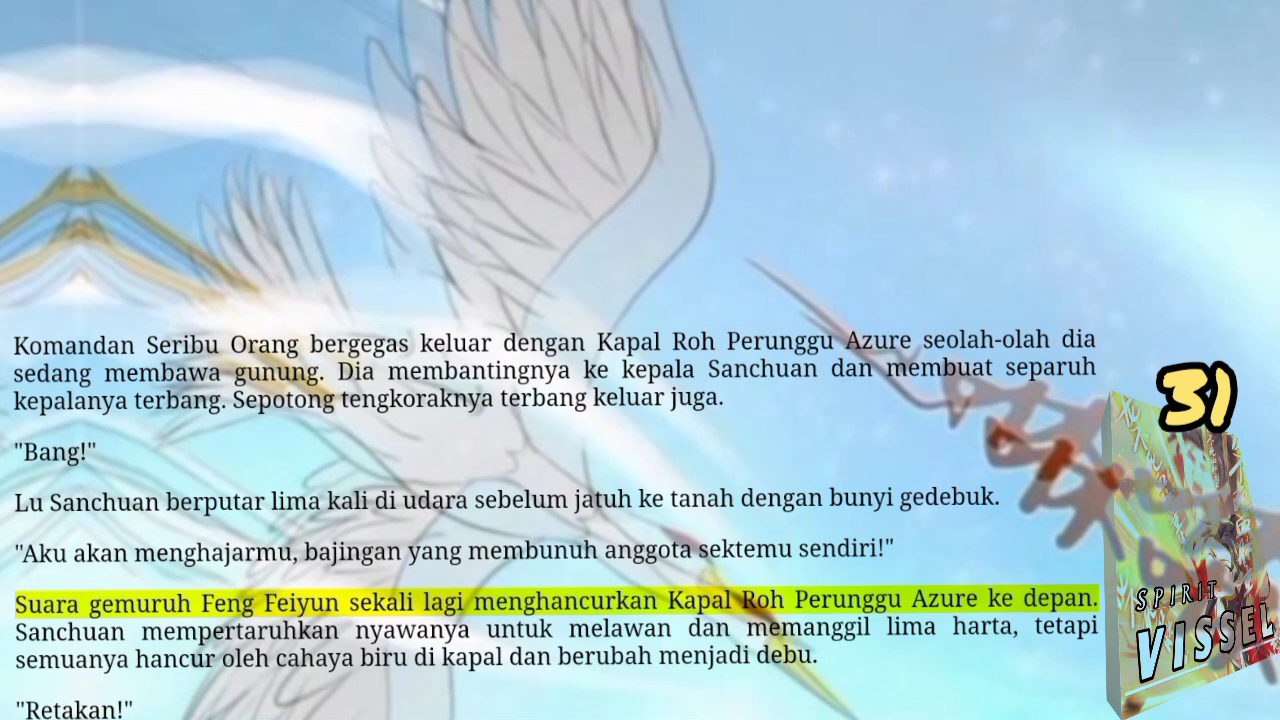 Komandan Seribu Orang bergegas keluar dengan Kapal Roh Perunggu Azure seolah-olah dia
sedang membawa gunung. Dia membantingnya ke kepala Sanchuan dan membuat separuh
kepalanya terbang. Sepotong tengkoraknya terbang keluar juga.
"Bang!"
Lu Sanchuan berputar lima kali di udara sebelum jatuh ke tanah dengan bunyi gedebuk.
"Aku akan menghajarmu, bajingan yang membunuh anggota sektemu sendiri!"
Suara gemuruh Feng Feiyun sekali lagi menghancurkan Kapal Roh Perunggu Azure ke depan.
Sanchuan mempertaruhkan nyawanya untuk melawan dan memanggil lima harta, tetapi
semuanya hancur oleh cahaya biru di kapal dan berubah menjadi debu.
"Retakan!"
31
SPIRIT
VISSEL